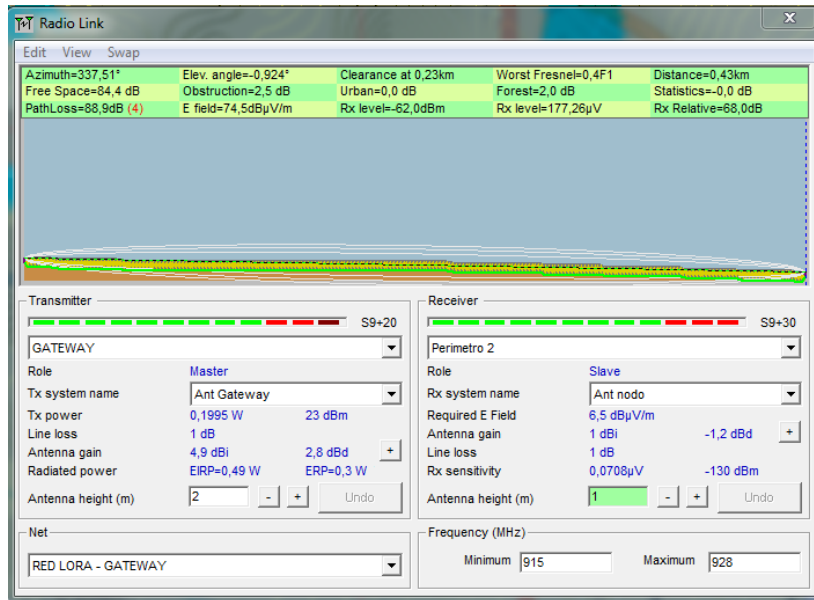 Radio Link
Edit View Swap
Azimuth=337,51° Elev. angle=-0,924° Clearance at 0,23km Worst Fresnel=0,4F1 Distance=0,43km
Free Space=84,4 dB Obstruction=2,5 dB Urban=0,0 dB Forest=2,0 dB Statistics=-0,0 dB
PathLoss=88,9dB (4) E field=74,5dBµV/m Rx level=-62,0dBm Rx level=177,26µV Rx Relative=68,0dB
Transmitter
S9+20
GATEWAY
Role Master
Tx system name Ant Gateway
Tx power 0,1995 W 23 dBm
Line loss 1 dB
Antenna gain 4,9 dBi 2,8 dBd +
Radiated power EIRP=0,49 W ERP=0,3 W
Antenna height (m) 2 - + Undo
Net
RED LORA - GATEWAY
Receiver
S9+30
Perimetro 2
Role Slave
Rx system name Ant nodo
Required E Field 6,5 dBµV/m
Antenna gain 1 dBi -1,2 dBd +
Line loss 1 dB
Rx sensitivity 0,0708µV -130 dBm
Antenna height (m) 1 - + Undo
Frequency (MHz)
Minimum 915 Maximum 928